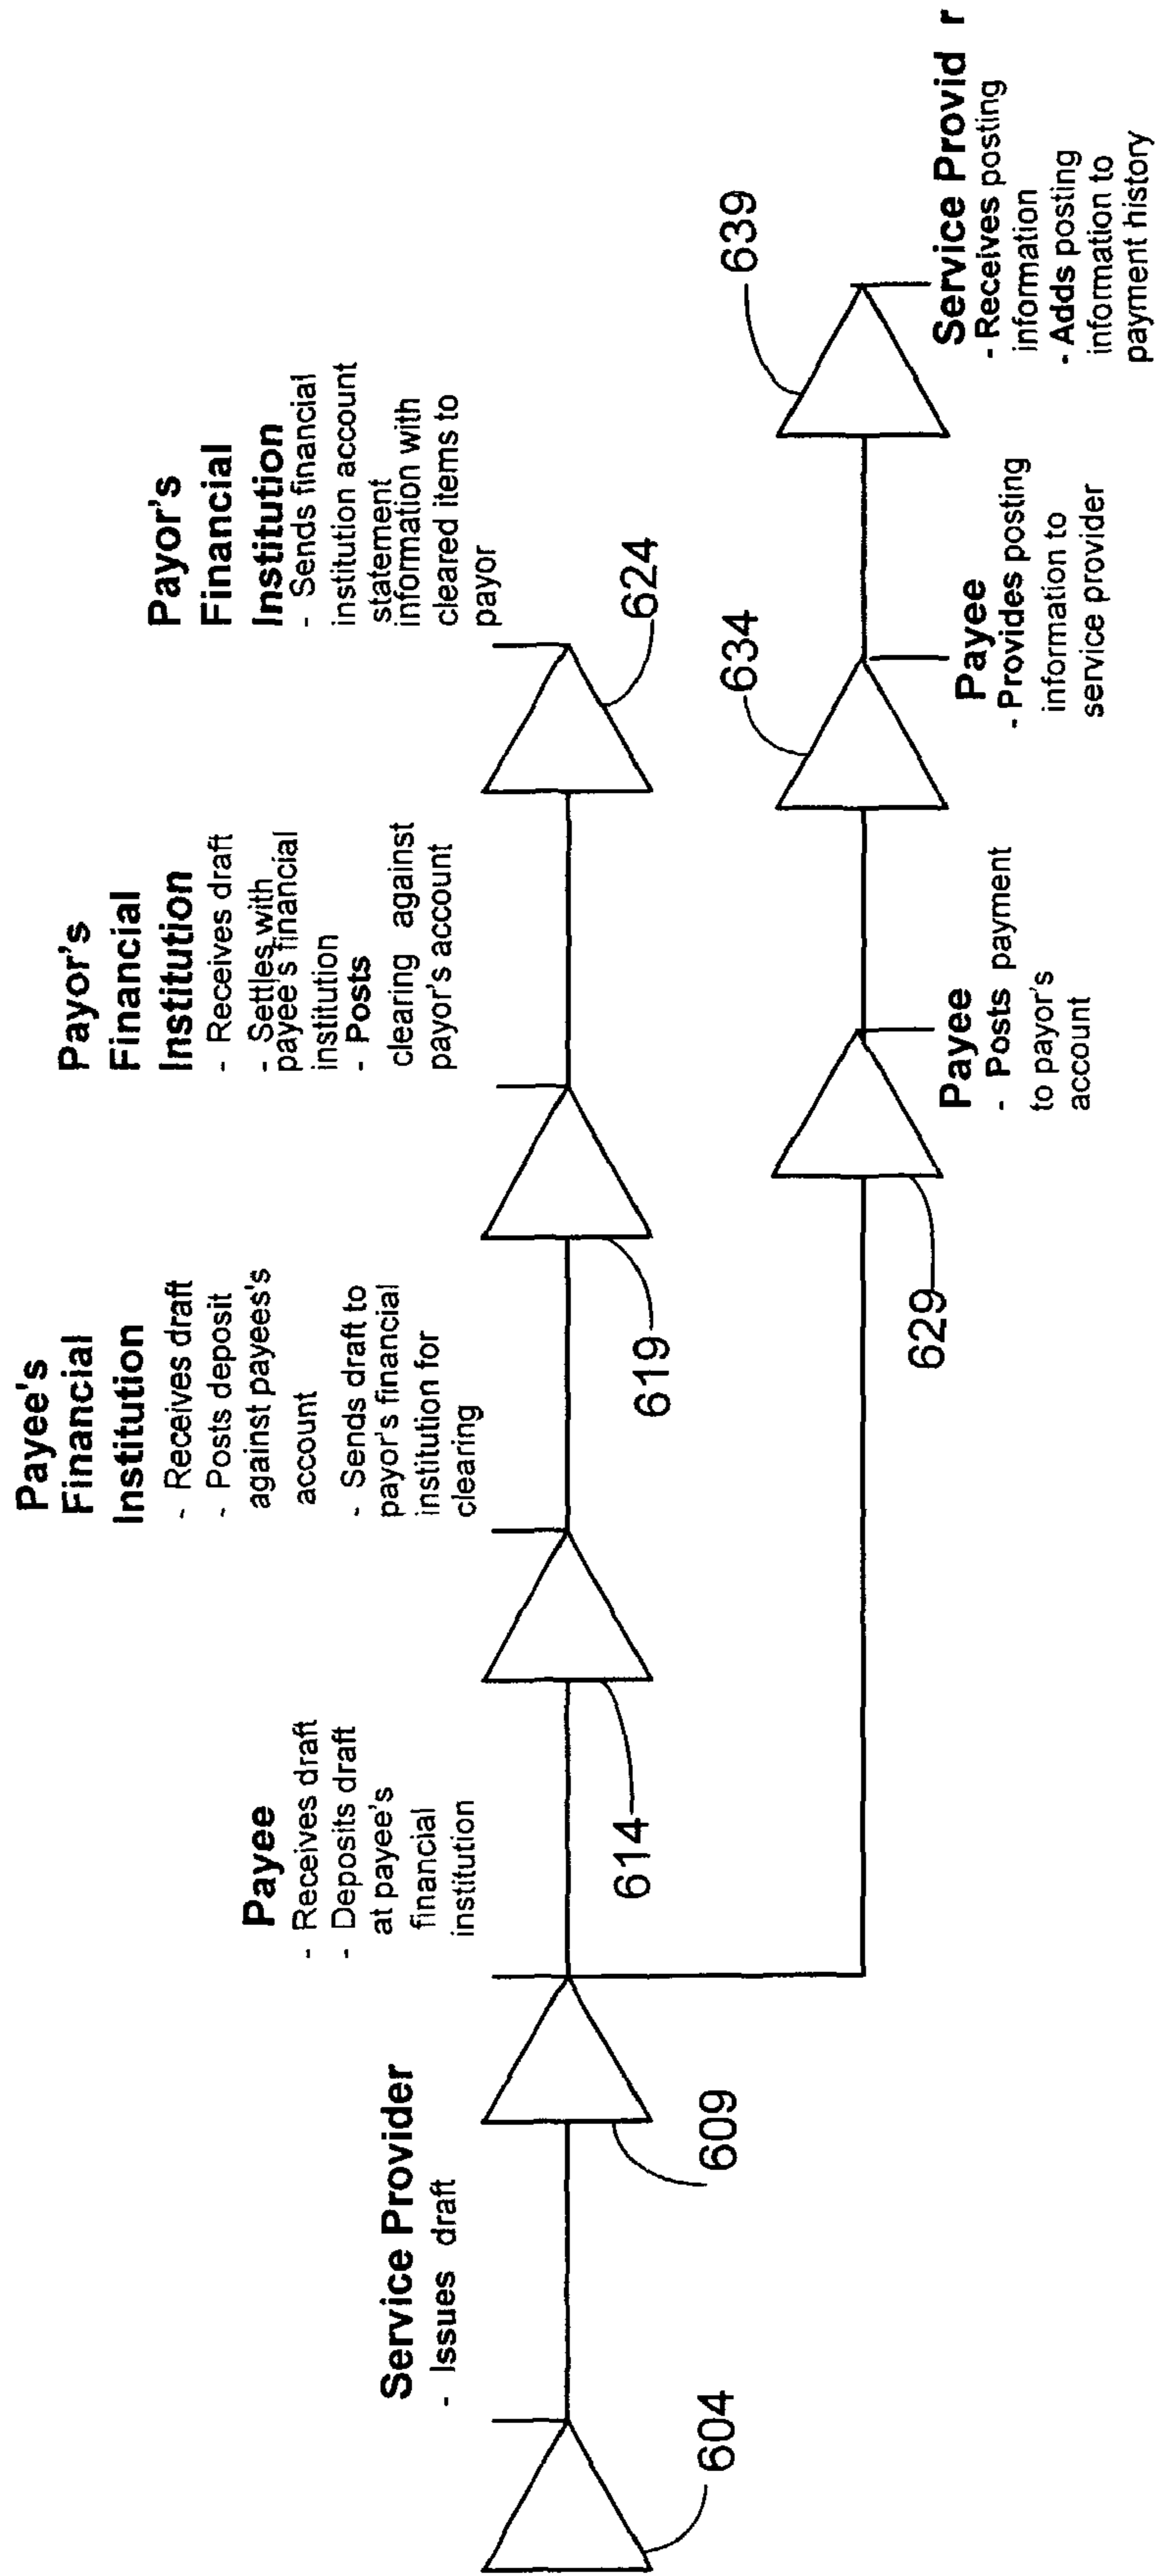 Service Provider
- Issues draft
604
Payee
- Receives draft
- Deposits draft
at payee's
financial
institution
609
Payee's
Financial
Institution
- Receives draft
- Posts deposit
against payees's
account
- Sends draft to
payor's financial
institution for
clearing
614
Payor's
Financial
Institution
- Receives draft
- Settles with
payee's financial
institution
- Posts
clearing against
payor's account
619
Payor's
Financial
Institution
- Sends financial
institution account
statement
information with
cleared items to
payor
624
Payee
- Posts payment
to payor's
account
629
Payee
- Provides posting
information to
service provider
634
Service Provid r
- Receives posting
information
- Adds posting
information to
payment history
639